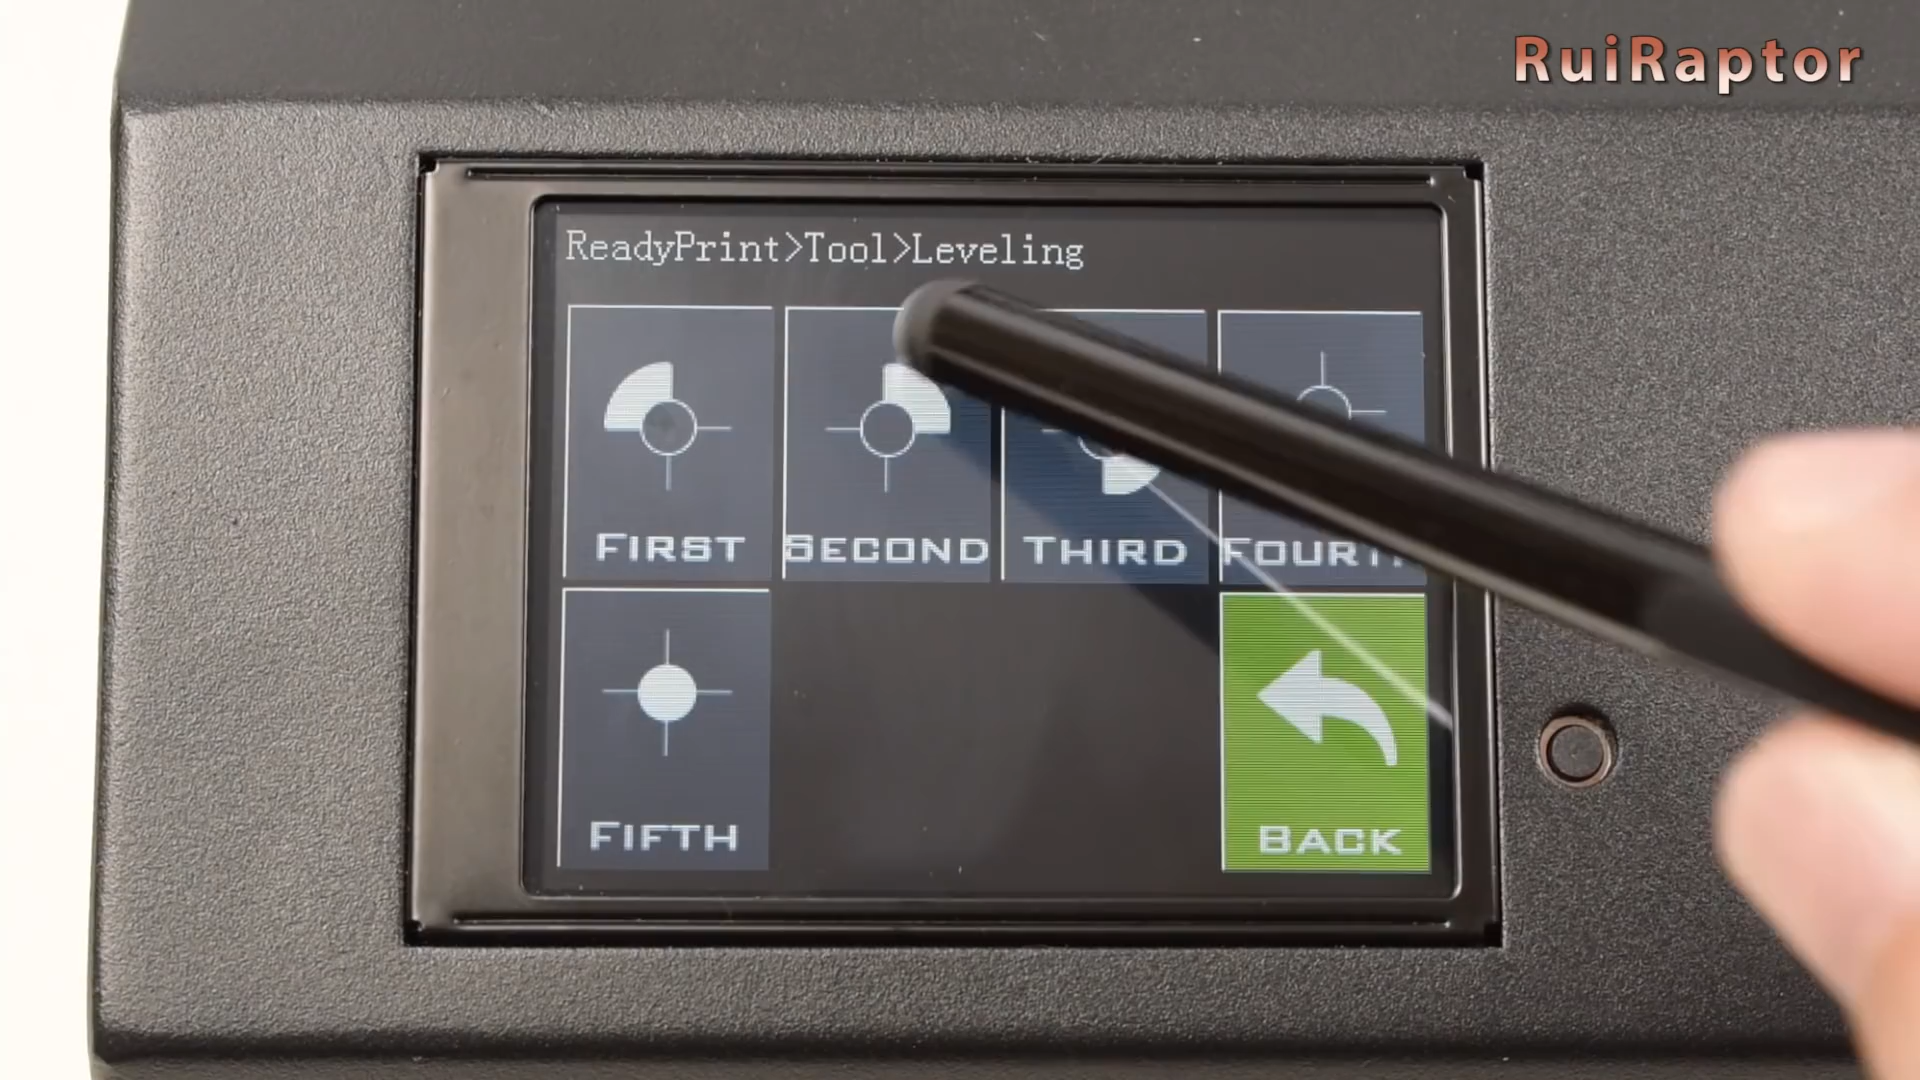 RuiRaptor
ReadyPrint>Tool>Leveling
FIRST
SECOND
THIRD
FIFTH
BACK